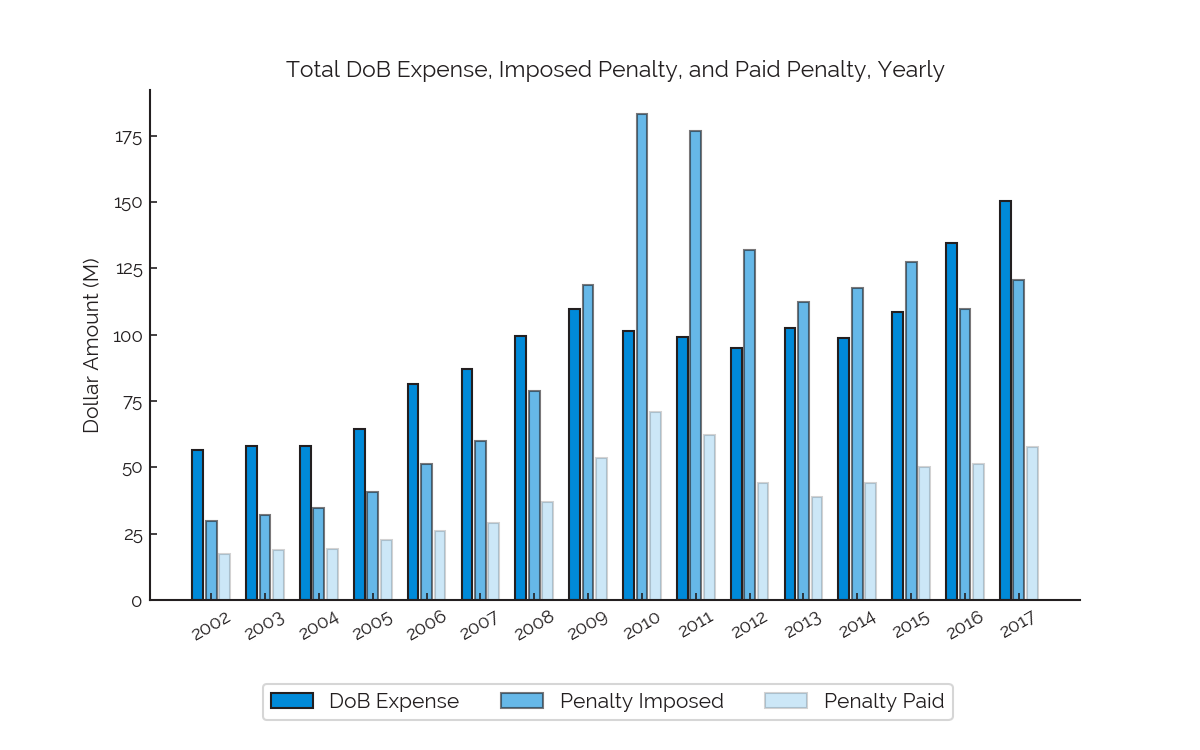 Total DoB Expense, Imposed Penalty, and Paid Penalty, Yearly
Dollar Amount (M)
175
150
125
100
75
50
25
0
2002 2003 2004 2005 2006 2007 2008 2009 2010 2011 2012 2013 2014 2015 2016 2017
DoB Expense Penalty Imposed Penalty Paid